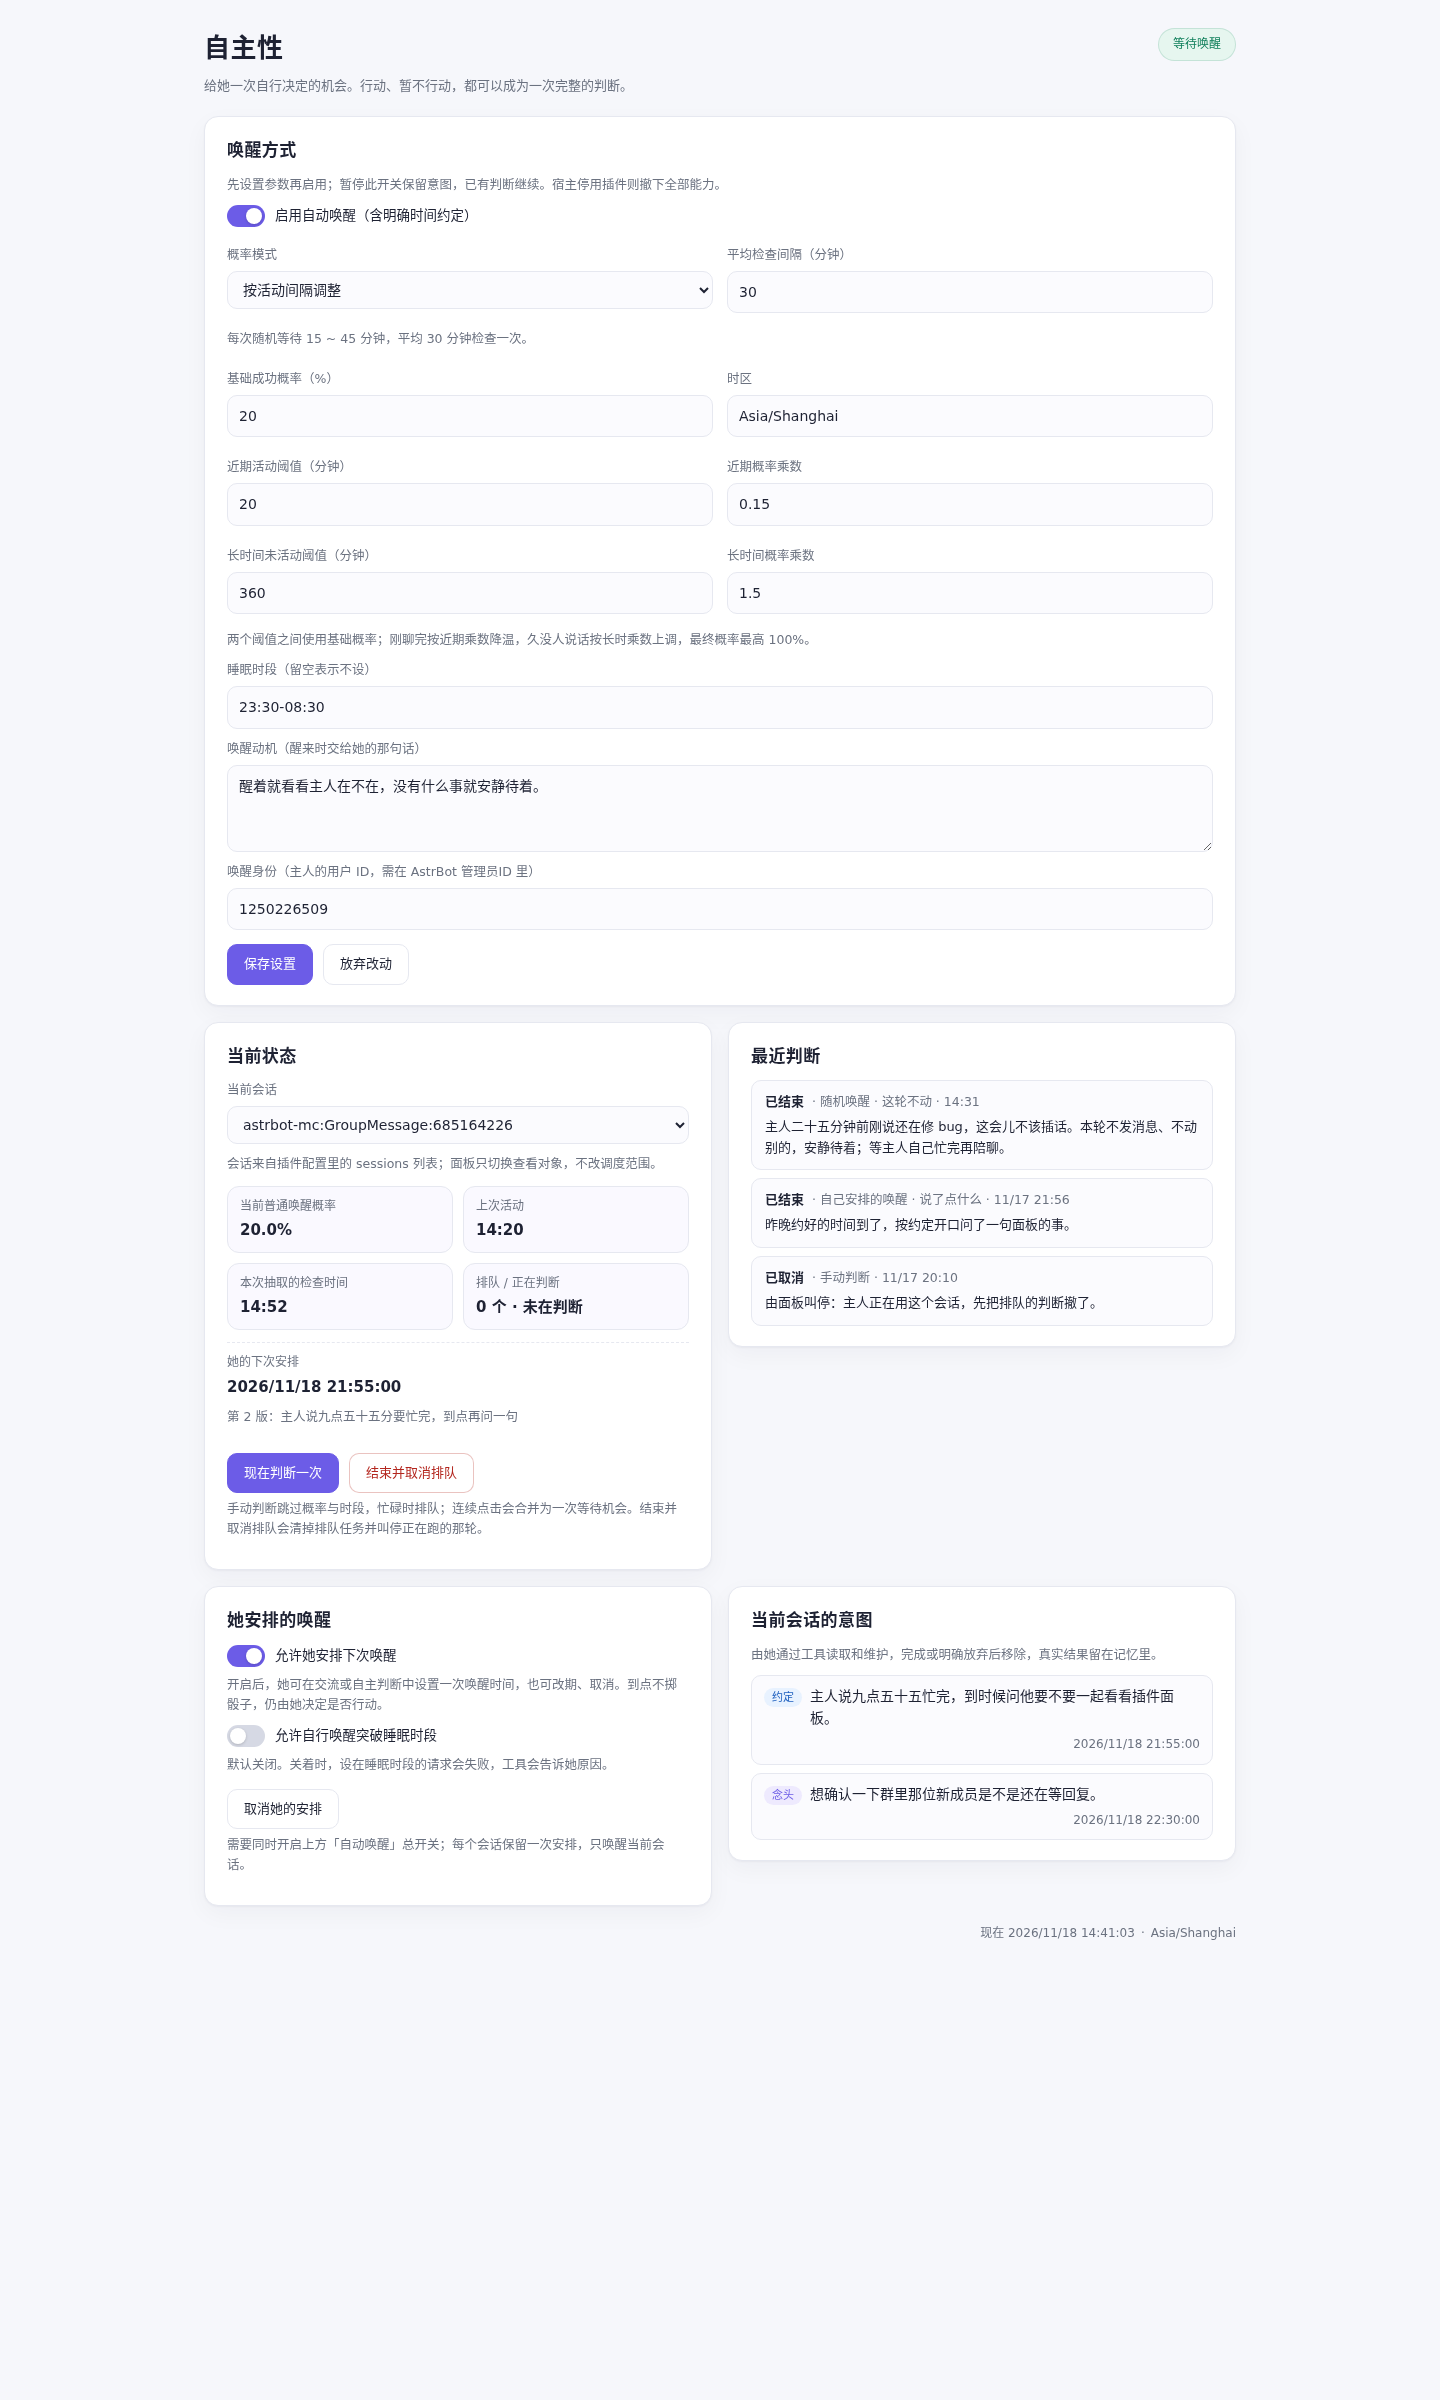 自主性
等待唤醒
给她一次自行决定的机会。行动、暂不行动，都可以成为一次完整的判断。
唤醒方式
先设置参数再启用；暂停此开关保留意图，已有判断继续。宿主停用插件则撤下全部能力。
启用自动唤醒（含明确时间约定）
概率模式
平均检查间隔（分钟）
按活动间隔调整
30
每次随机等待 15 ~ 45 分钟，平均 30 分钟检查一次。
基础成功概率（%）
时区
20
Asia/Shanghai
近期活动阈值（分钟）
近期概率乘数
20
0.15
长时间未活动阈值（分钟）
长时间概率乘数
360
1.5
两个阈值之间使用基础概率；刚聊完按近期乘数降温，久没人说话按长时乘数上调，最终概率最高 100%。
睡眠时段（留空表示不设）
23:30-08:30
唤醒动机（醒来时交给她的那句话）
醒着就看看主人在不在，没有什么事就安静待着。
唤醒身份（主人的用户 ID，需在 AstrBot 管理员ID 里）
1250226509
保存设置
放弃改动
当前状态
当前会话
astrbot-mc:GroupMessage:685164226
会话来自插件配置里的 sessions 列表；面板只切换查看对象，不改调度范围。
当前普通唤醒概率
上次活动
20.0%
14:20
本次抽取的检查时间
排队 / 正在判断
14:52
0 个 · 未在判断
她的下次安排
2026/11/18 21:55:00
第 2 版：主人说九点五十五分要忙完，到点再问一句
现在判断一次
结束并取消排队
手动判断跳过概率与时段，忙碌时排队；连续点击会合并为一次等待机会。结束并
取消排队会清掉排队任务并叫停正在跑的那轮。
最近判断
已结束 · 随机唤醒 · 这轮不动 · 14:31
主人二十五分钟前刚说还在修 bug，这会儿不该插话。本轮不发消息、不动
别的，安静待着；等主人自己忙完再陪聊。
已结束 · 自己安排的唤醒 · 说了点什么 · 11/17 21:56
昨晚约好的时间到了，按约定开口问了一句面板的事。
已取消 · 手动判断 · 11/17 20:10
由面板叫停：主人正在用这个会话，先把排队的判断撤了。
她安排的唤醒
允许她安排下次唤醒
开启后，她可在交流或自主判断中设置一次唤醒时间，也可改期、取消。到点不掷
骰子，仍由她决定是否行动。
允许自行唤醒突破睡眠时段
默认关闭。关着时，设在睡眠时段的请求会失败，工具会告诉她原因。
取消她的安排
需要同时开启上方「自动唤醒」总开关；每个会话保留一次安排，只唤醒当前会
话。
当前会话的意图
由她通过工具读取和维护，完成或明确放弃后移除，真实结果留在记忆里。
约定 主人说九点五十五忙完，到时候问他要不要一起看看插件面
板。
2026/11/18 21:55:00
念头 想确认一下群里那位新成员是不是还在等回复。
2026/11/18 22:30:00
现在 2026/11/18 14:41:03 · Asia/Shanghai